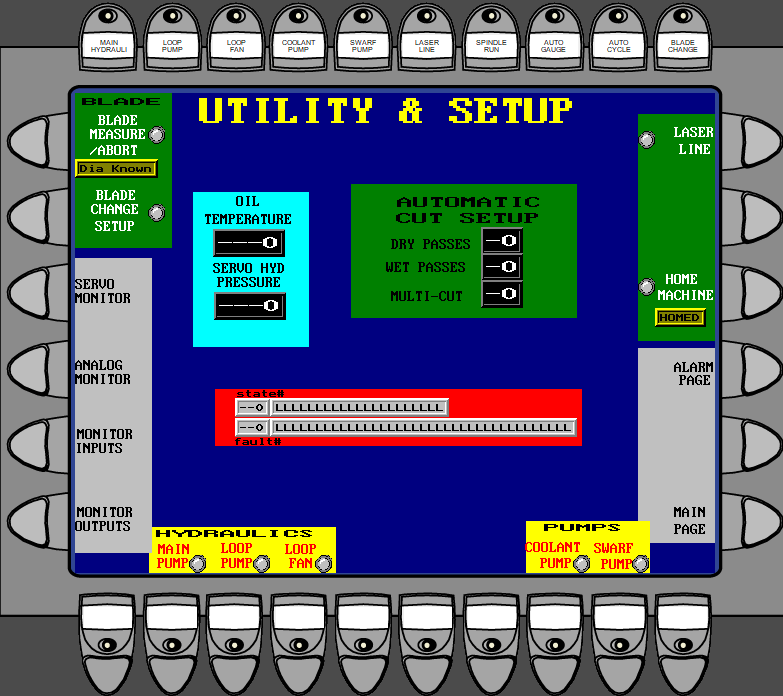 MAIN
HYDRAULI
LOOP
PUMP
LOOP
FAN
COOLANT
PUMP
SWARF
PUMP
LASER
LINE
SPINDLE
RUN
AUTO
GAUGE
AUTO
CYCLE
BLADE
CHANGE
BLADE
BLADE
MEASURE
/ABORT
Dia Known
BLADE
CHANGE
SETUP
UTILITY & SETUP
LASER
LINE
HOME
MACHINE
HOMED
OIL
TEMPERATURE
----0
SERVO HYD
PRESSURE
----0
AUTOMATIC
CUT SETUP
DRY PASSES
--0
WET PASSES
--0
MULTI-CUT
--0
SERVO
MONITOR
ANALOG
MONITOR
MONITOR
INPUTS
MONITOR
OUTPUTS
ALARM
PAGE
MAIN
PAGE
state#
--0 LLLLLLLLLLLLLLLLLLLLL
--0 LLLLLLLLLLLLLLLLLLLLLLLLLLLLLLLLLLLLL
fault#
HYDRAULICS
MAIN
PUMP
LOOP
PUMP
LOOP
FAN
PUMPS
COOLANT
PUMP
SWARF
PUMP